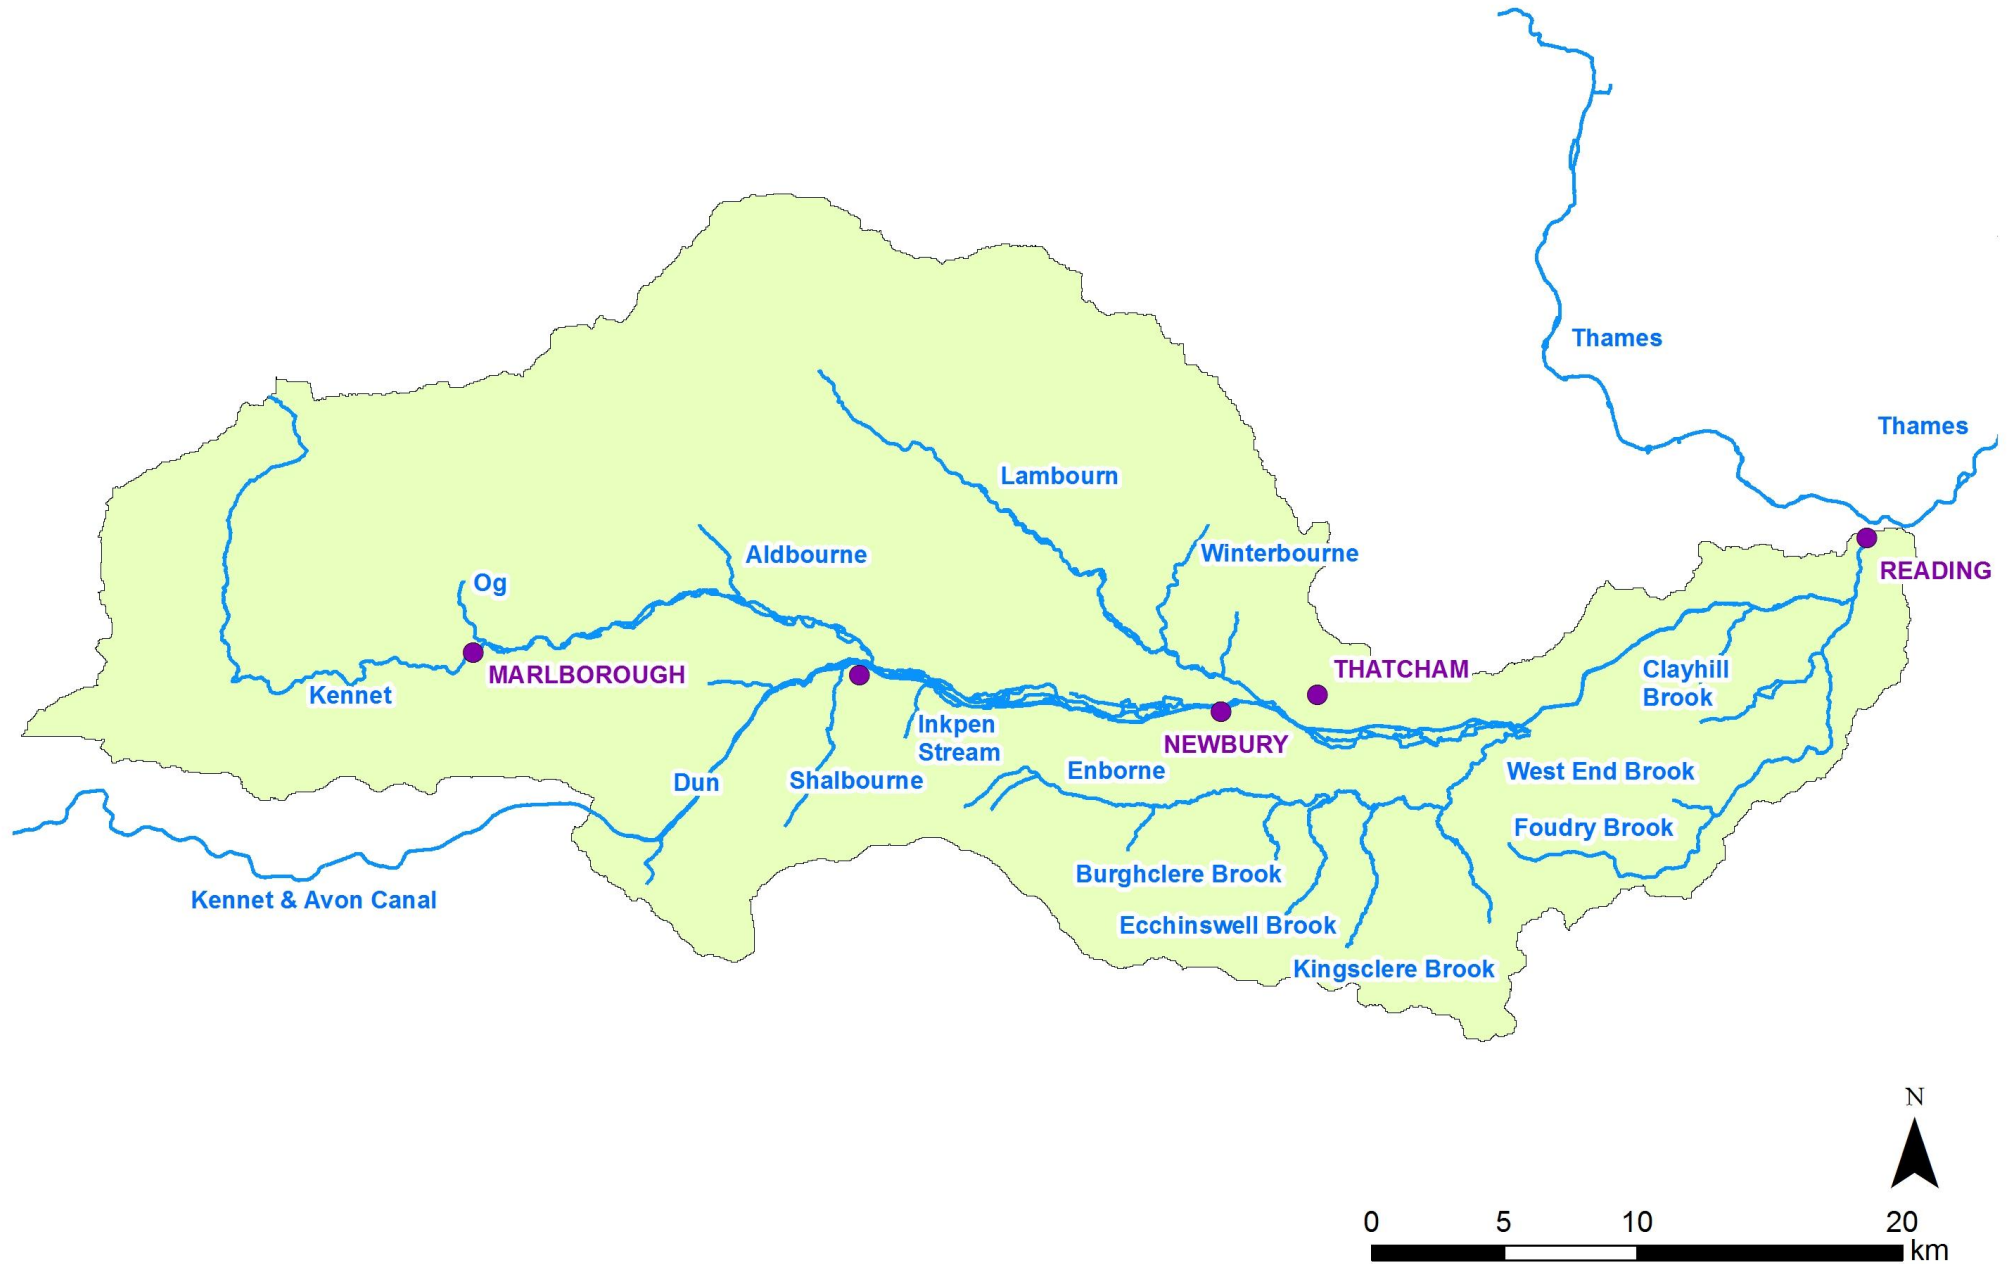 Thames
Thames
Lambourn
Winterbourne
Aldbourne
READING
Og
Clayhill
Brook
THATCHAM
MARLBOROUGH
Kennet
Inkpen
Stream
NEWBURY
Enborne
West End Brook
Dun
Shalbourne
Foudry Brook
Burghclere Brook
Kennet & Avon Canal
Ecchinswell Brook
Kingsclere Brook
N
0 5 10 20
km